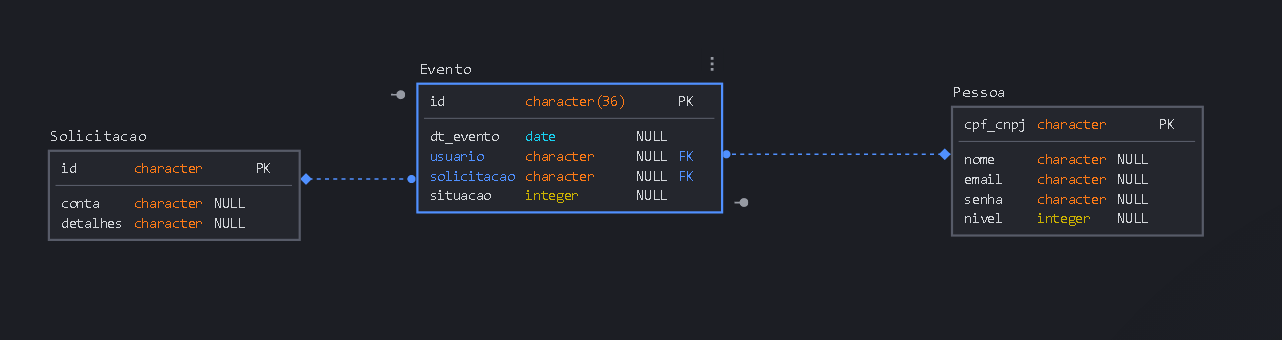 Solicitacao
id character PK
conta character NULL
detalhes character NULL
Evento
id character(36) PK
dt_evento date NULL
usuario character NULL FK
solicitacao character NULL FK
situacao integer NULL
Pessoa
cpf_cnpj character PK
nome character NULL
email character NULL
senha character NULL
nivel integer NULL